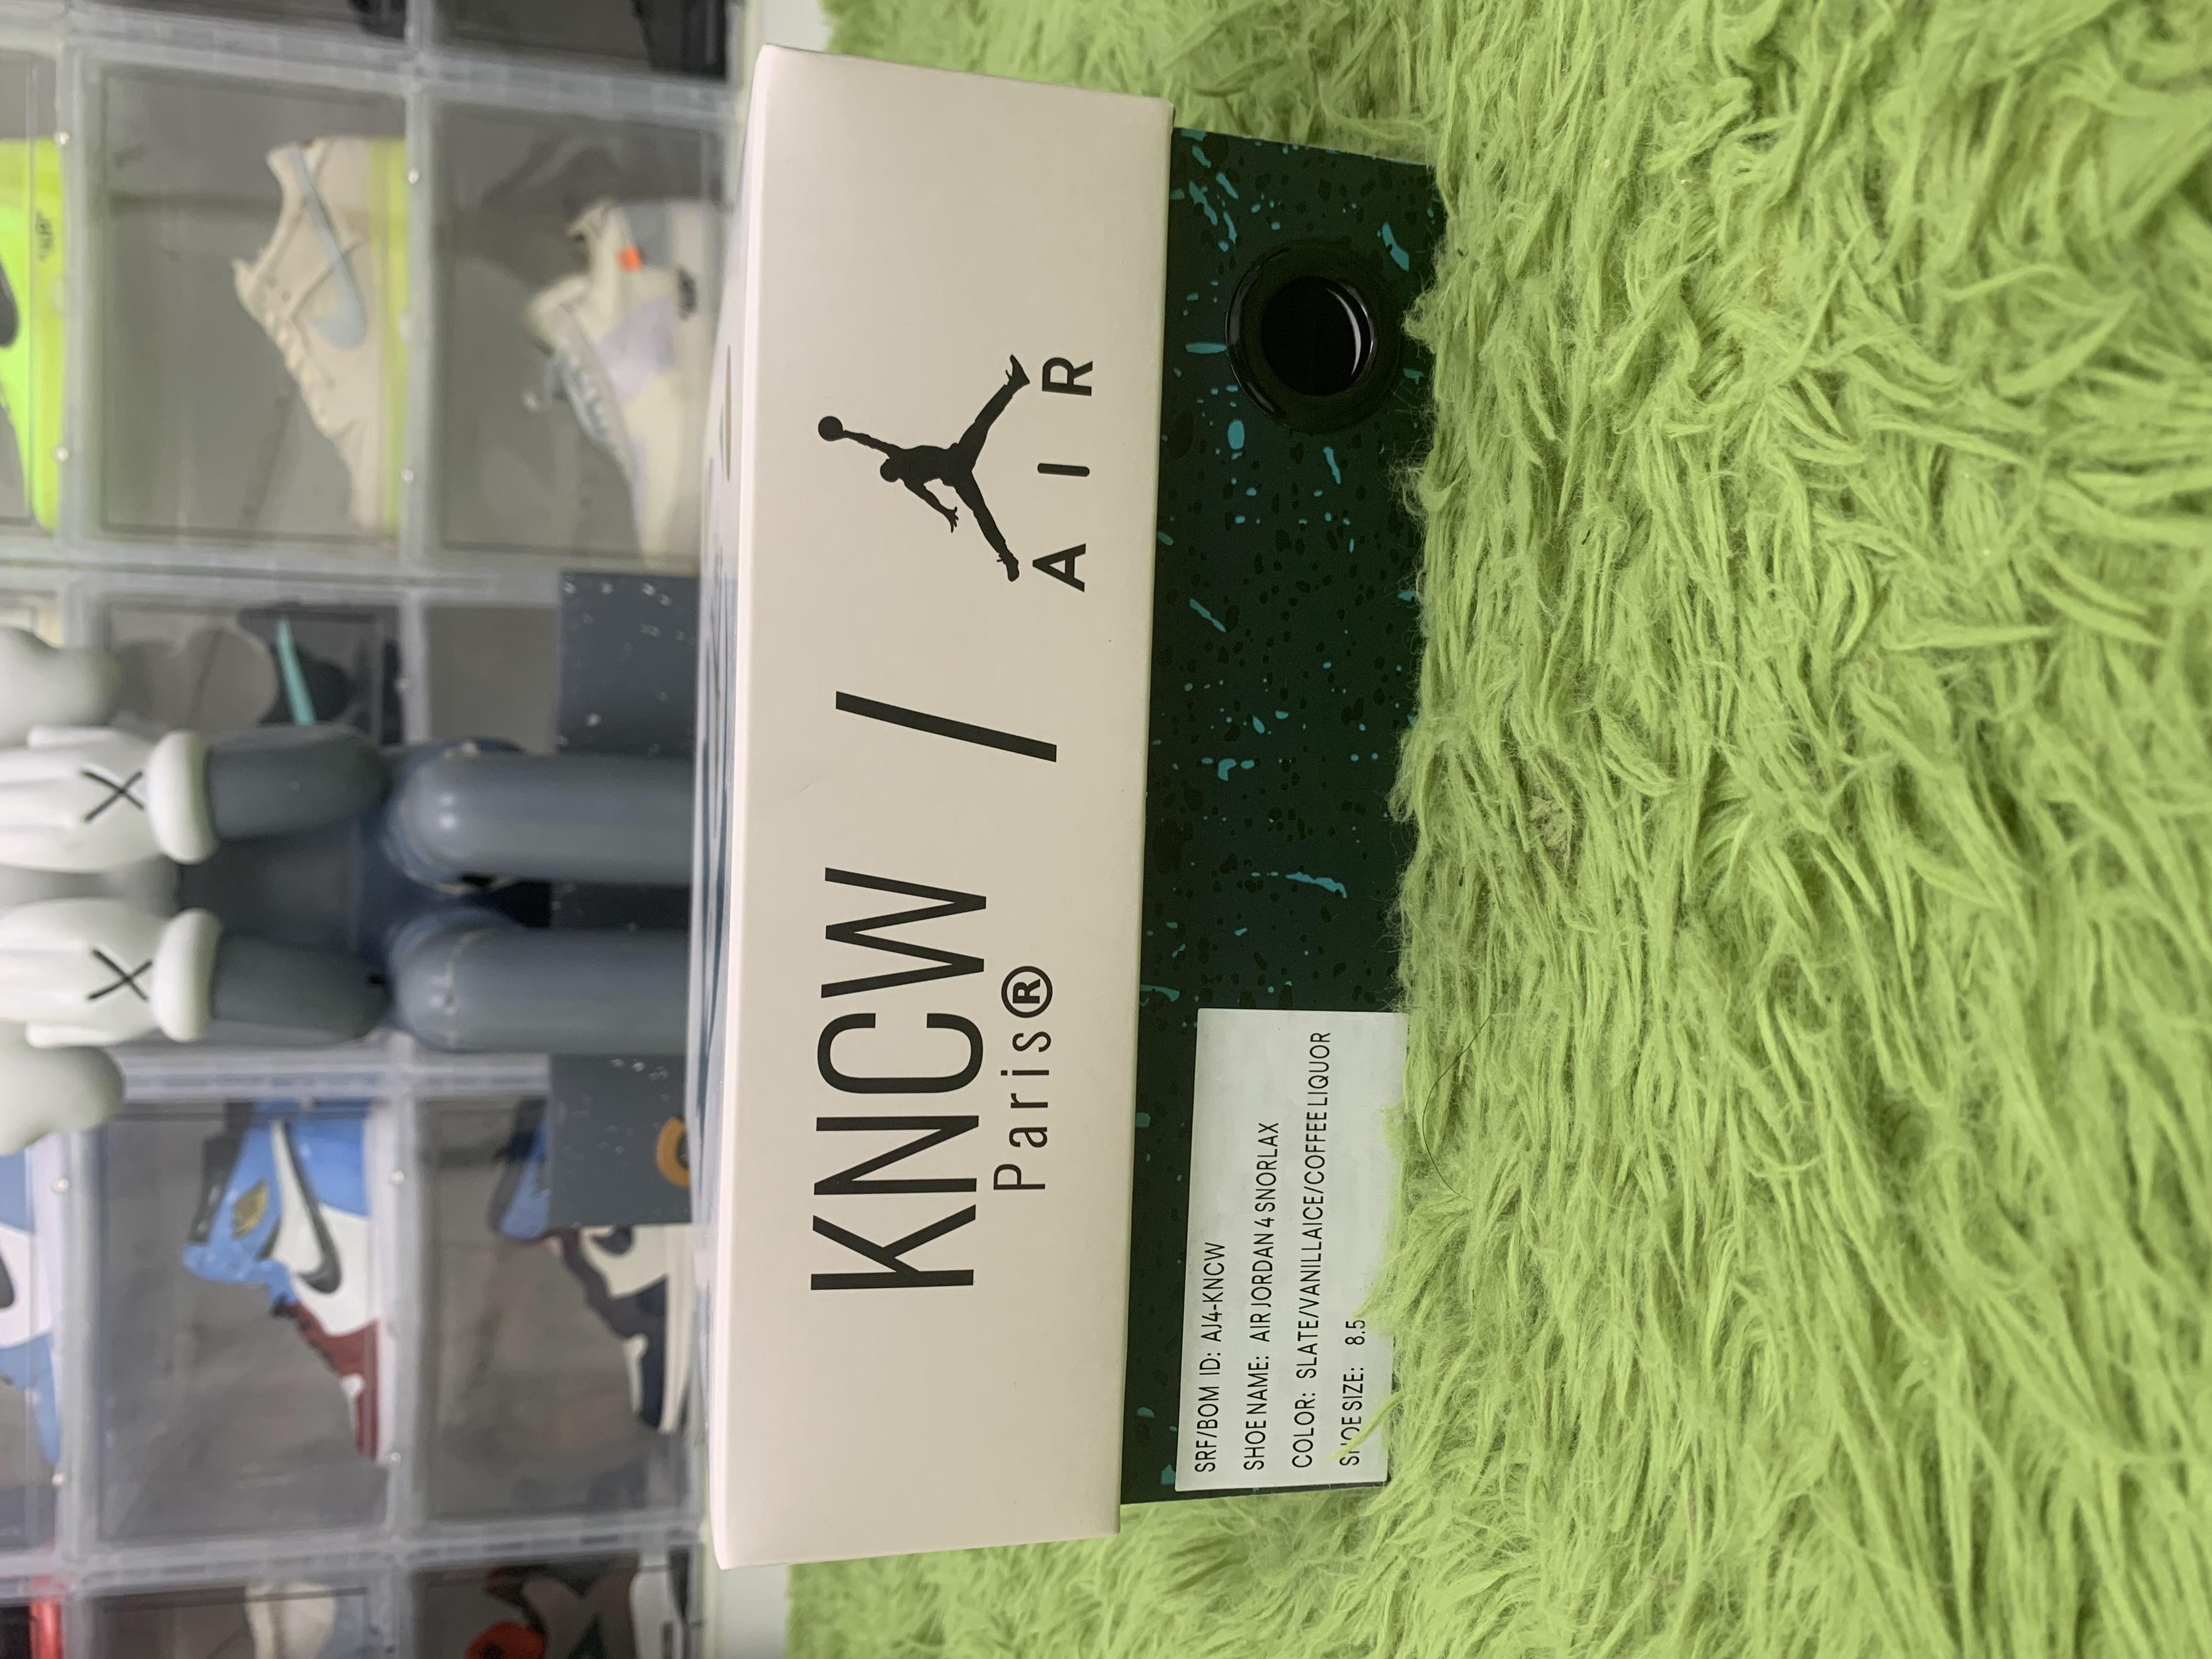 KNCW / AIR
Paris®
SRF/BOM ID: AJ4-KNCW
SHOE NAME: AIR JORDAN 4 SNORLAX
COLOR: SLATE/VANILLAICE/COFFEE LIQUOR
SHOE SIZE: 8.5